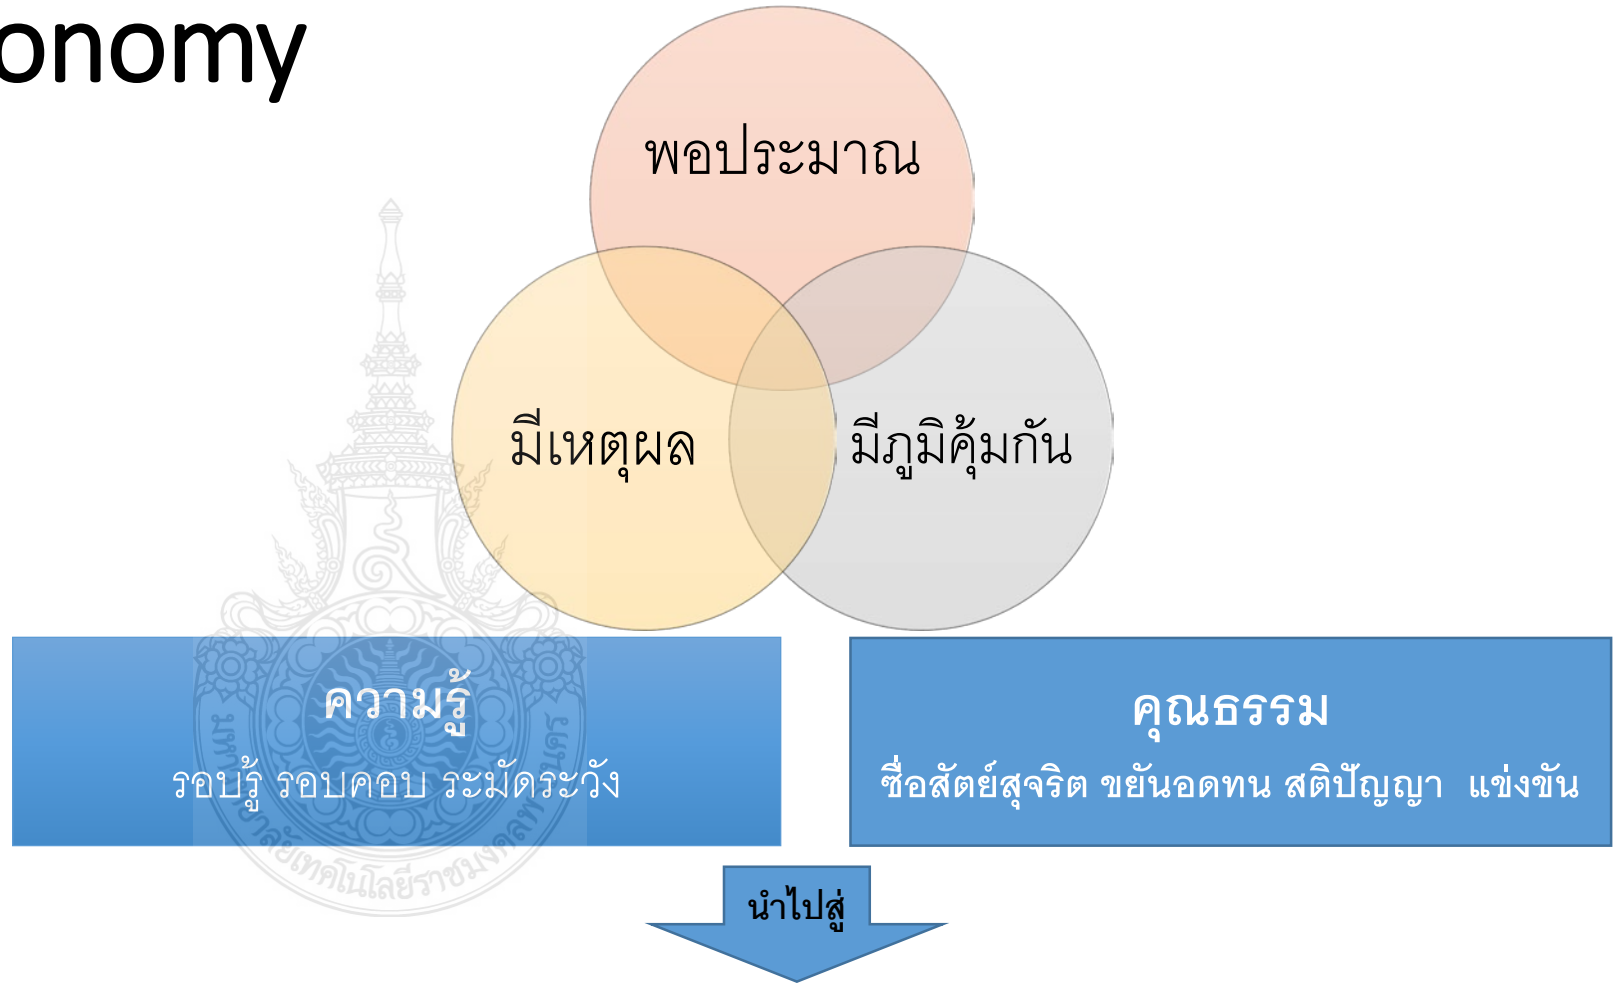 onomy
พอประมาณ
มีเหตุผล
มีภูมิคุ้มกัน
ความรู้
รอบรู้ รอบคอบ ระมัดระวัง
คุณธรรม
ซื่อสัตย์สุจริต ขยันอดทน สติปัญญา แข่งขัน
นำไปสู่